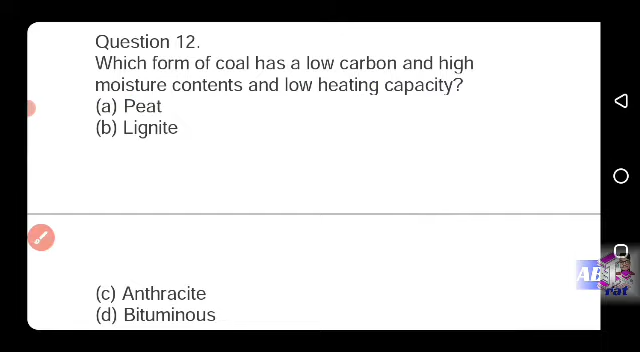 Question 12.
Which form of coal has a low carbon and high
moisture contents and low heating capacity?
(a) Peat
(b) Lignite
(c) Anthracite
(d) Bituminous
rat